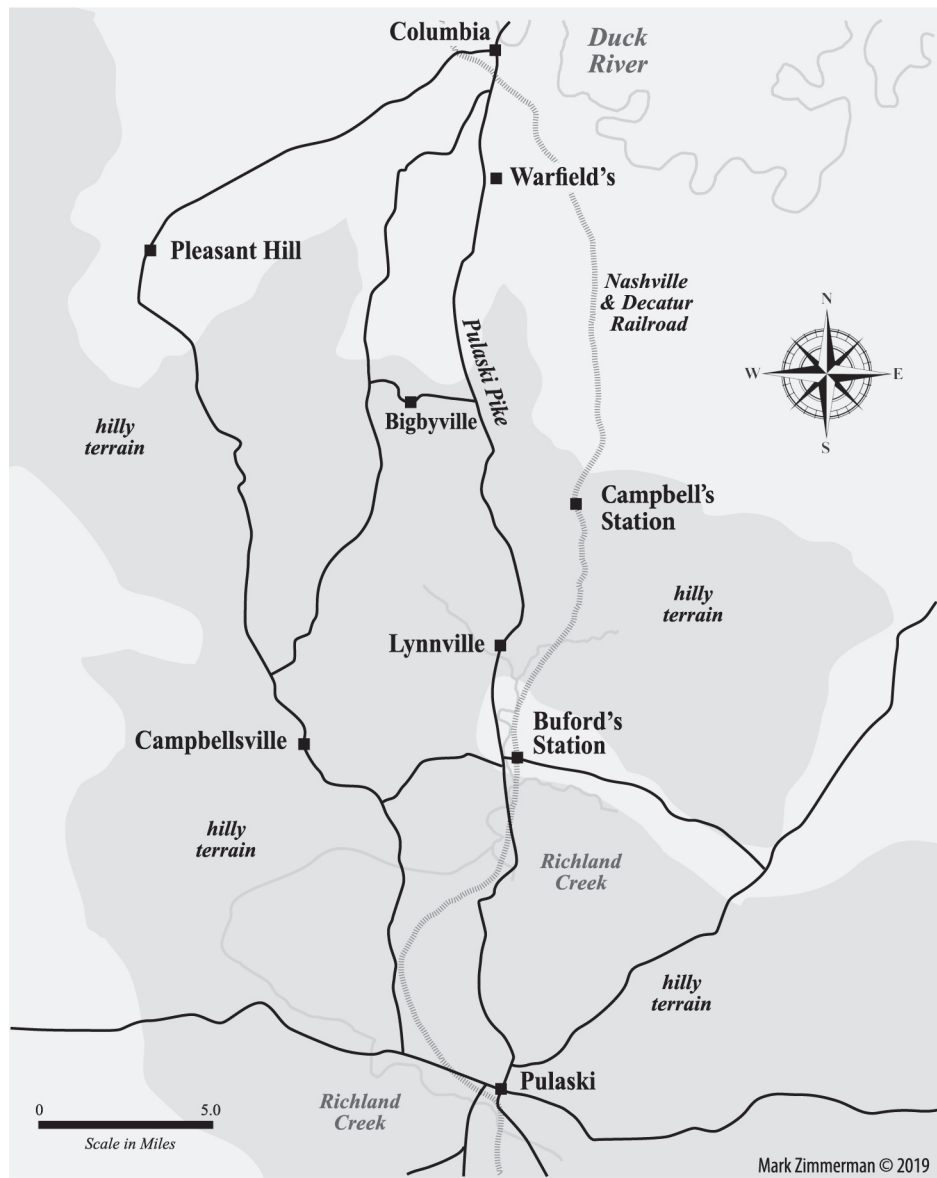 Columbia
Duck
River
Warfield's
Pleasant Hill
Nashville
& Decatur
Railroad
N
W
E
S
Pulaski Pike
Bigbyville
hilly
terrain
Campbell's
Station
hilly
terrain
Lynnville
Buford's
Station
Campbellsville
hilly
terrain
Richland
Creek
hilly
terrain
Pulaski
Richland
Creek
0
5.0
Scale in Miles
Mark Zimmerman © 2019